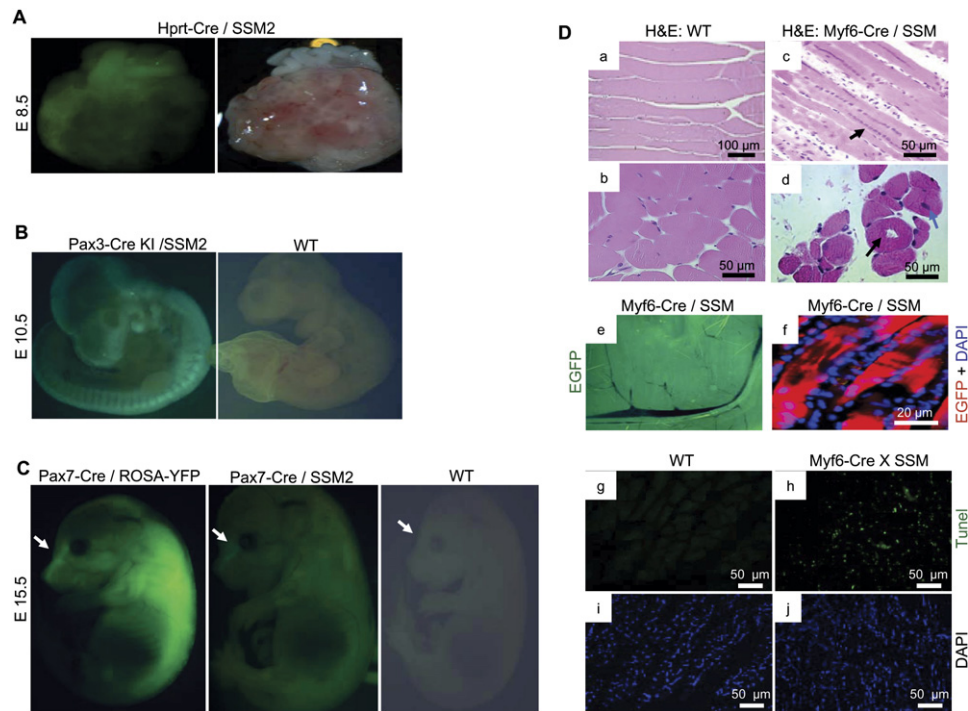 A
Hprt-Cre / SSM2
E 8.5
B
Pax3-Cre KI /SSM2
WT
E 10.5
C
Pax7-Cre / ROSA-YFP
Pax7-Cre / SSM2
WT
E 15.5
D
H&E: WT
H&E: Myf6-Cre / SSM
a
100 µm
c
50 µm
b
50 µm
d
50 µm
Myf6-Cre / SSM
Myf6-Cre / SSM
EGFP
e
f
20 µm
EGFP + DAPI
WT
Myf6-Cre X SSM
g
50 µm
h
50 µm
Tunel
i
50 µm
j
50 µm
DAPI